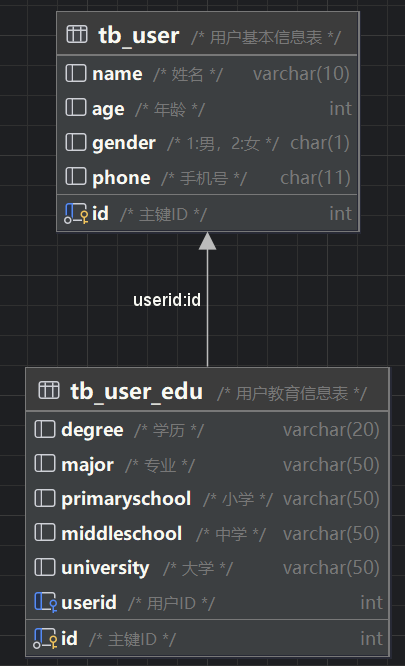 tb_user /* 用户基本信息表 */
name /* 姓名 */ varchar(10)
age /* 年龄 */ int
gender /* 1:男，2:女 */ char(1)
phone /* 手机号 */ char(11)
id /* 主键ID */ int
userid:id
tb_user_edu /* 用户教育信息表 */
degree /* 学历 */ varchar(20)
major /* 专业 */ varchar(50)
primaryschool /* 小学 */ varchar(50)
middleschool /* 中学 */ varchar(50)
university /* 大学 */ varchar(50)
userid /* 用户ID */ int
id /* 主键ID */ int